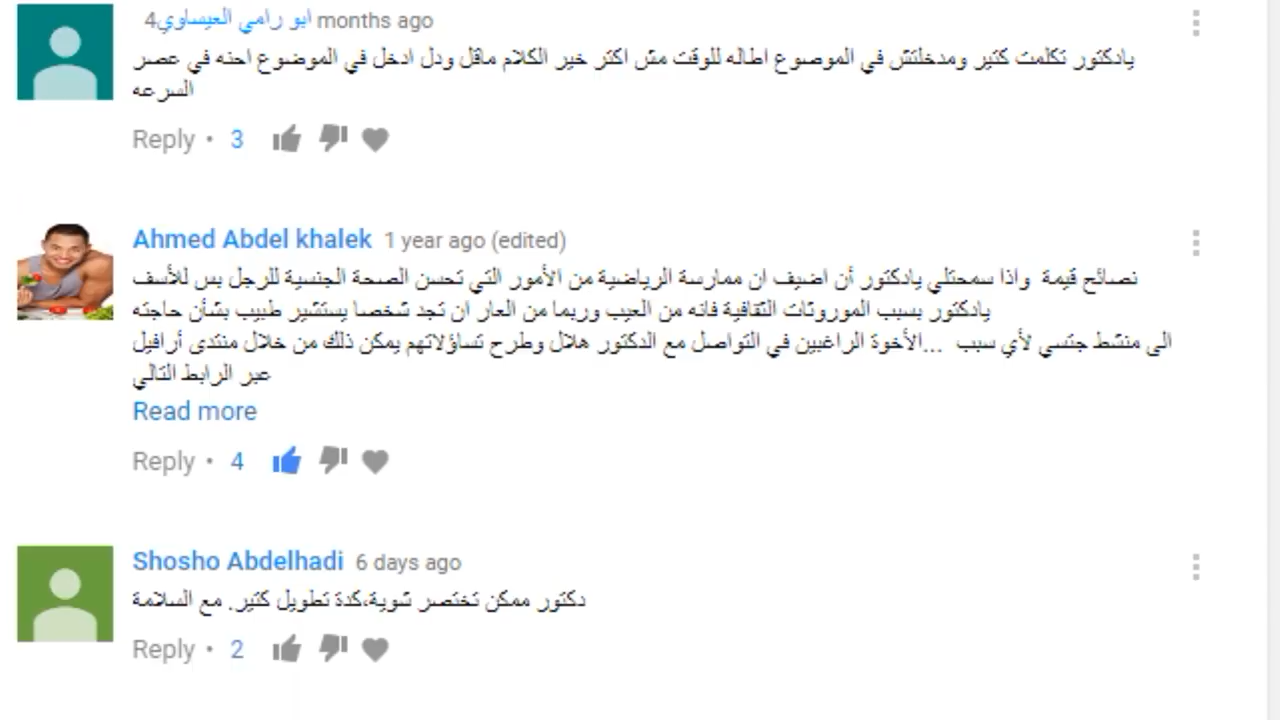 ابو رامي العيساوي4 months ago
يادكتور تكلمت كتير ومدخلتش في الموصوع اطاله للوقت مش اكتر خير الكلام ماقل ودل ادخل في الموضوع احنه في عصر
السرعه
Reply • 3
Ahmed Abdel khalek 1 year ago (edited)
نصائح قيمة واذا سمحتلي يادكتور أن اضيف ان ممارسة الرياضية من الأمور التي تحسن الصحة الجنسية للرجل بس للأسف
يادكتور بسبب الموروثات الثقافية فانه من العيب وربما من العار ان تجد شخصا يستشير طبيب بشأن حاجته
الى منشط جتسي لأي سبب ...الأخوة الراغبين في التواصل مع الدكتور هلال وطرح تساؤلاتهم يمكن ذلك من خلال منتدى أرافيل
عبر الرابط التالي
Read more
Reply • 4
Shosho Abdelhadi 6 days ago
دكتور ممكن تختصر شوية،كدة تطويل كتير. مع السلامة
Reply • 2